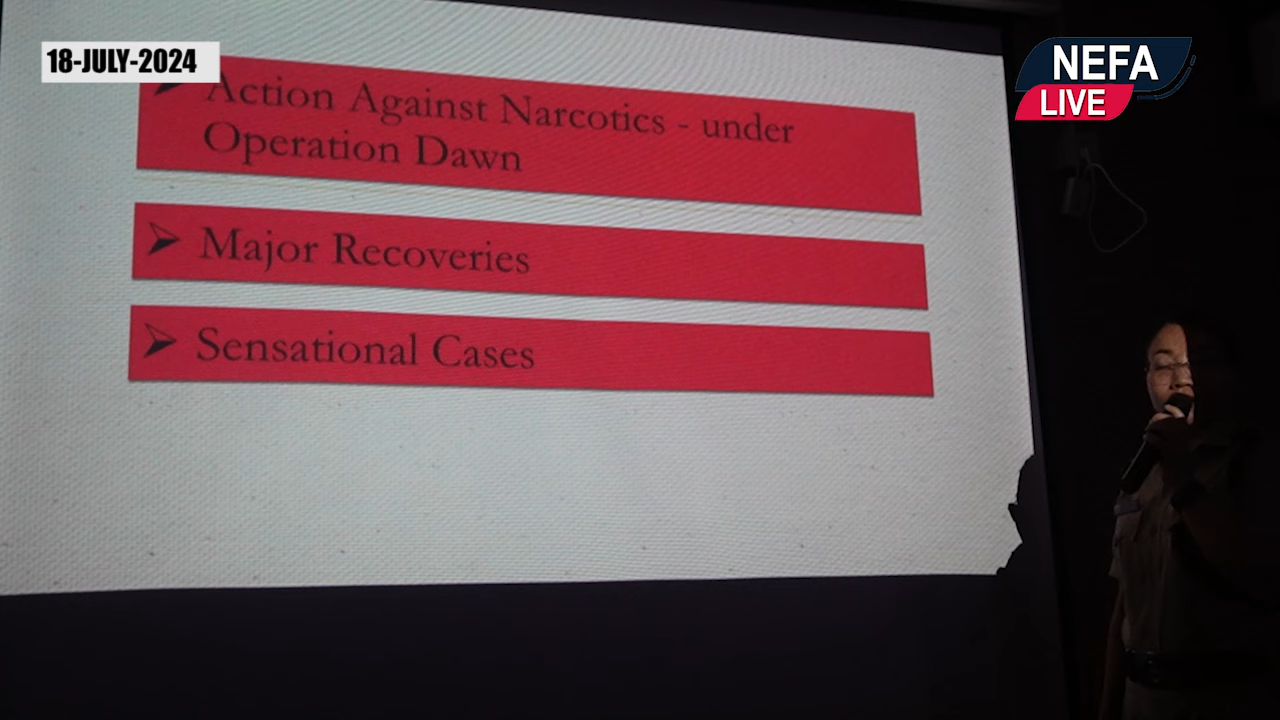 18-JULY-2024
NEFA
LIVE
Action Against Narcotics - under
Operation Dawn
Major Recoveries
Sensational Cases